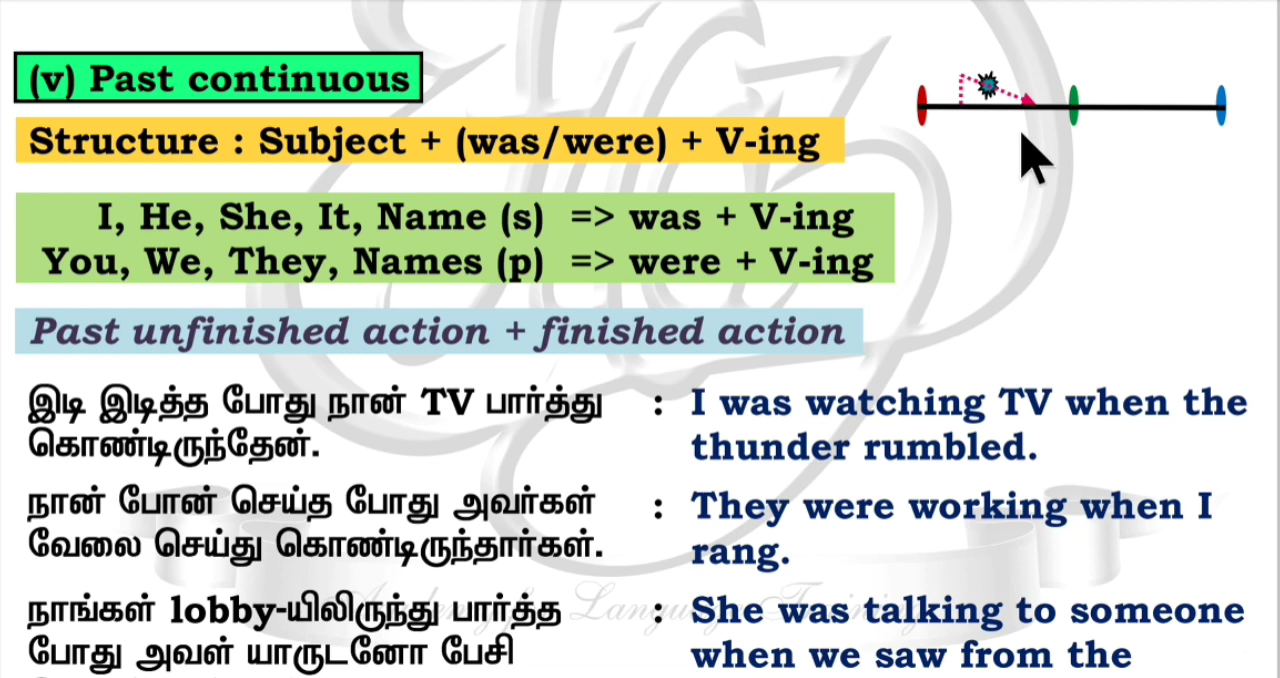 (v) Past continuous
Structure : Subject + (was/were) + V-ing
I, He, She, It, Name (s) => was + V-ing
You, We, They, Names (p) => were + V-ing
Past unfinished action + finished action
இடி இடித்த போது நான் TV பார்த்து : I was watching TV when the
கொண்டிருந்தேன். thunder rumbled.
நான் போன் செய்த போது அவர்கள் : They were working when I
வேலை செய்து கொண்டிருந்தார்கள். rang.
நாங்கள் lobby-யிலிருந்து பார்த்த : She was talking to someone
போது அவள் யாருடனோ பேசி when we saw from the